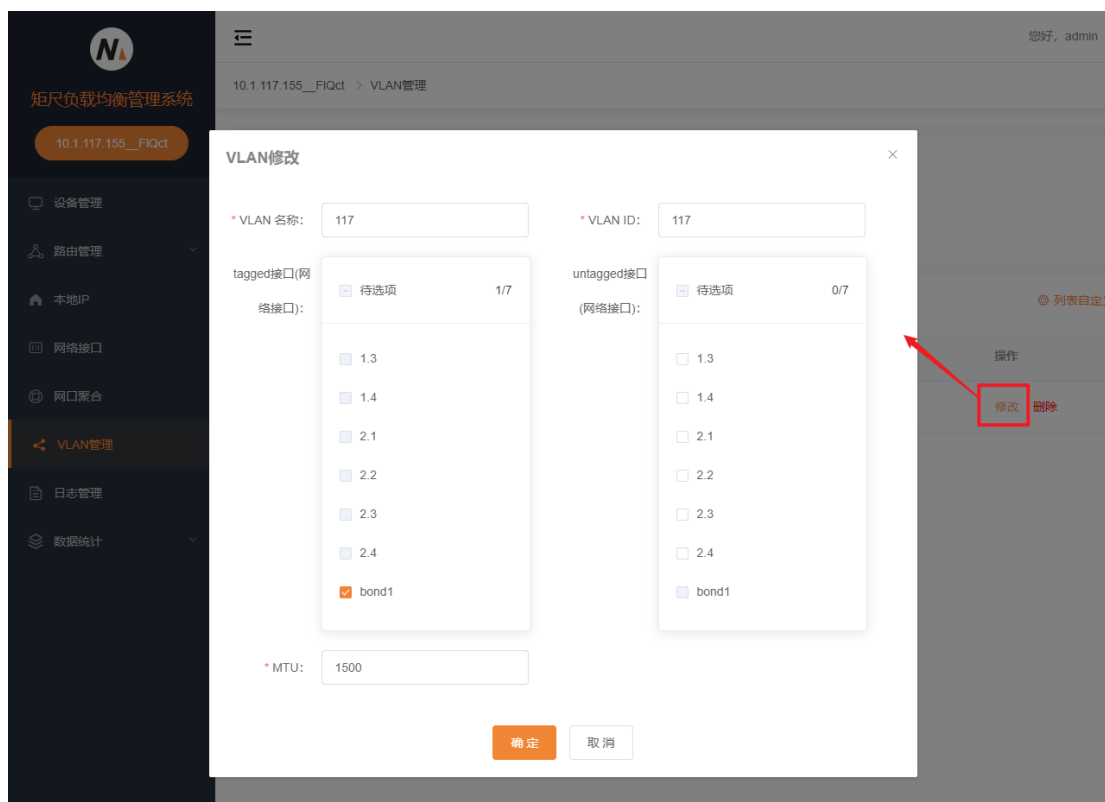 您好，admin
矩尺负载均衡管理系统
10.1.117.155__FIQct
10.1.117.155__FIQct > VLAN管理
设备管理
路由管理
本地IP
网络接口
网口聚合
VLAN管理
日志管理
数据统计
VLAN修改
* VLAN 名称：
117
* VLAN ID：
117
tagged接口(网
络接口)：
待选项 1/7
1.3
1.4
2.1
2.2
2.3
2.4
bond1
untagged接口
(网络接口)：
待选项 0/7
1.3
1.4
2.1
2.2
2.3
2.4
bond1
* MTU：
1500
确 定
取 消
列表自定
操作
修改 删除